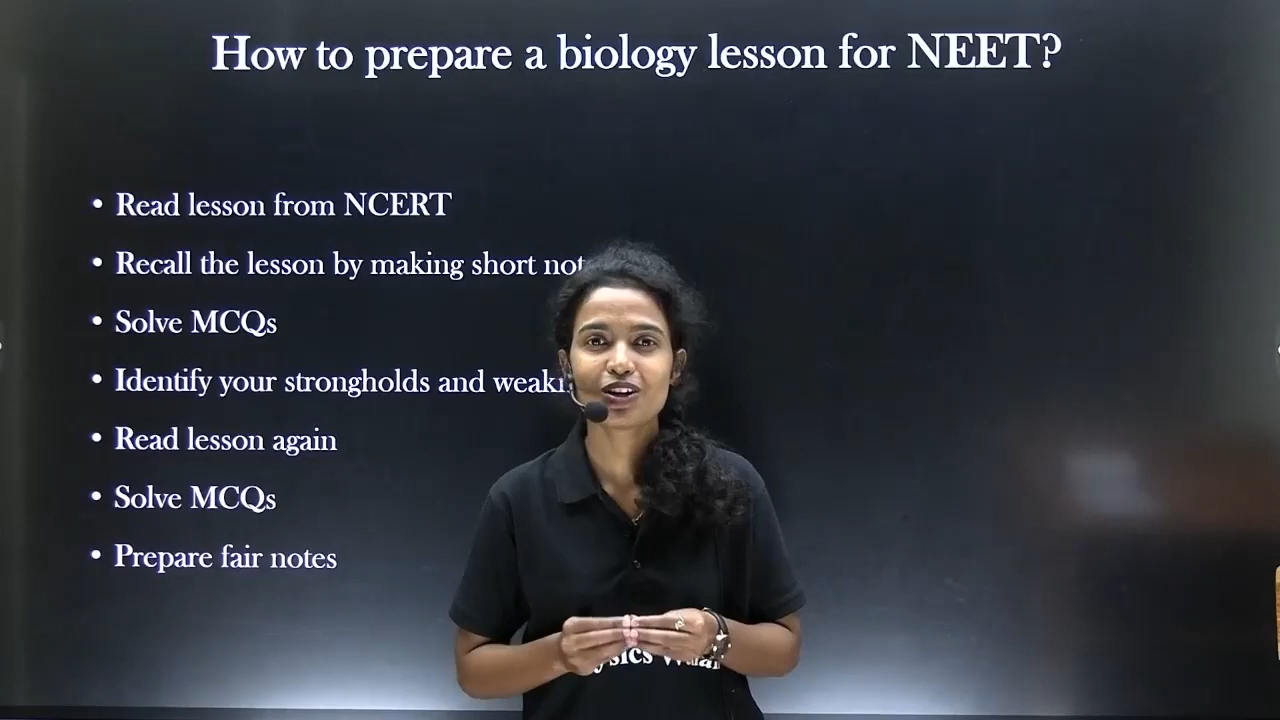 How to prepare a biology lesson for NEET?
• Read lesson from NCERT
• Recall the lesson by making short
• Solve MCQs
• Identify your strongholds and
• Read lesson again
• Solve MCQs
• Prepare fair notes